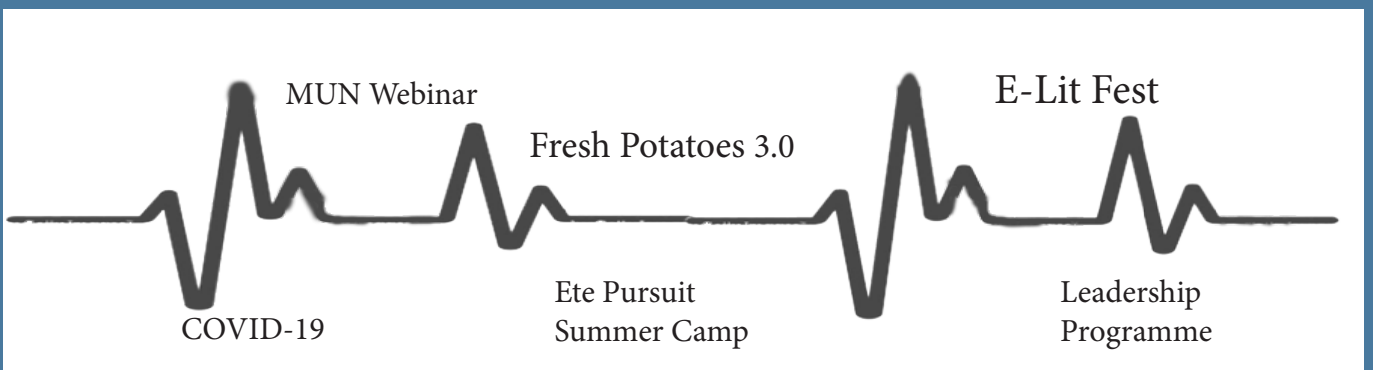 MUN Webinar
E-Lit Fest
Fresh Potatoes 3.0
COVID-19
Ete Pursuit
Summer Camp
Leadership
Programme